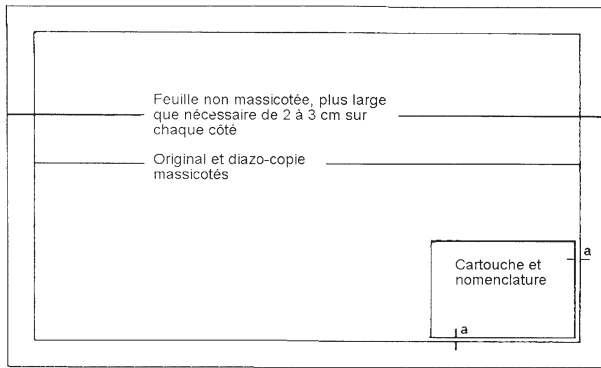 Feuille non massicotée, plus large
que nécessaire de 2 à 3 cm sur
chaque côté
Original et diazo-copie
massicotés
a
Cartouche et
nomenclature
a